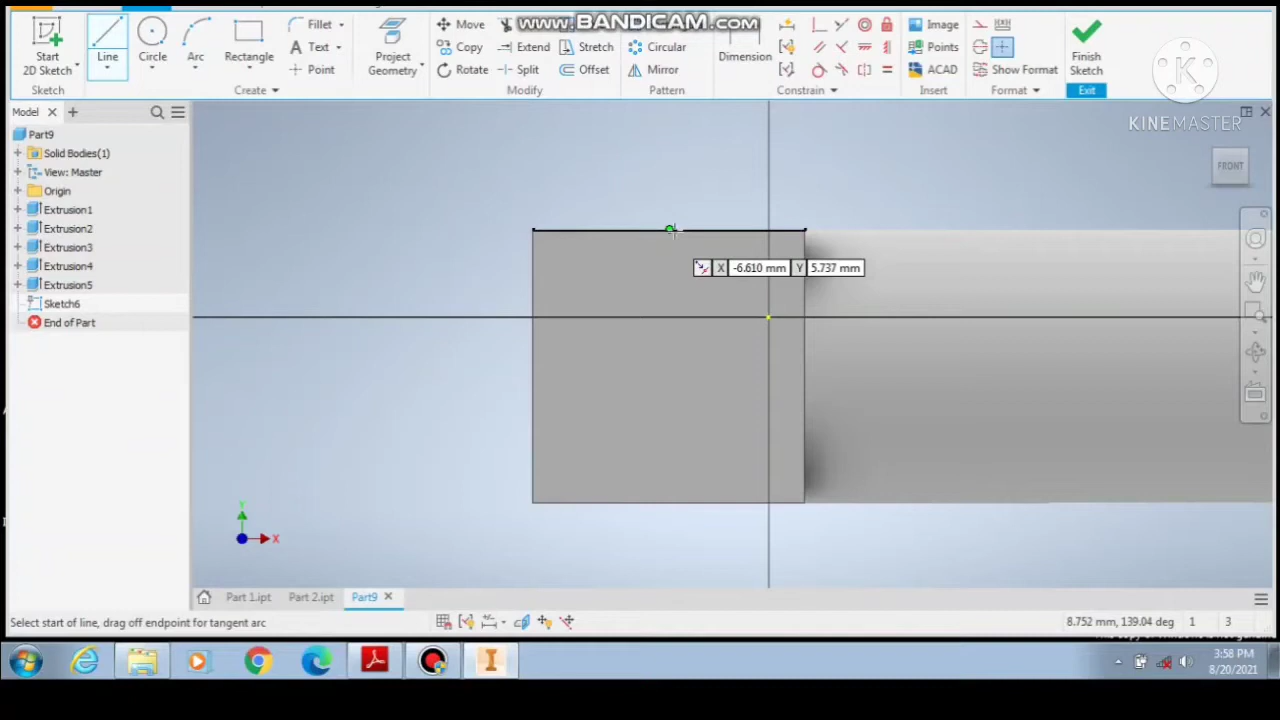 www.BANDICAM.com
Fillet Move
Text Copy Extend Stretch Circular Image
Point Rotate Split Offset Mirror Points
ACAD Show Format
Start
2D Sketch
Line
Circle
Arc
Rectangle
Project
Geometry
Dimension
Finish
Sketch
Sketch Create Modify Pattern Constrain Insert Format Exit
KINEMASTER
K
Model
Part9
Solid Bodies(1)
View: Master
Origin
Extrusion1
Extrusion2
Extrusion3
Extrusion4
Extrusion5
Sketch6
End of Part
FRONT
X -6.610 mm Y 5.737 mm
Y
X
Part 1.ipt Part 2.ipt Part9
Select start of line, drag off endpoint for tangent arc
8.752 mm, 139.04 deg 1 3
3:58 PM
8/20/2021